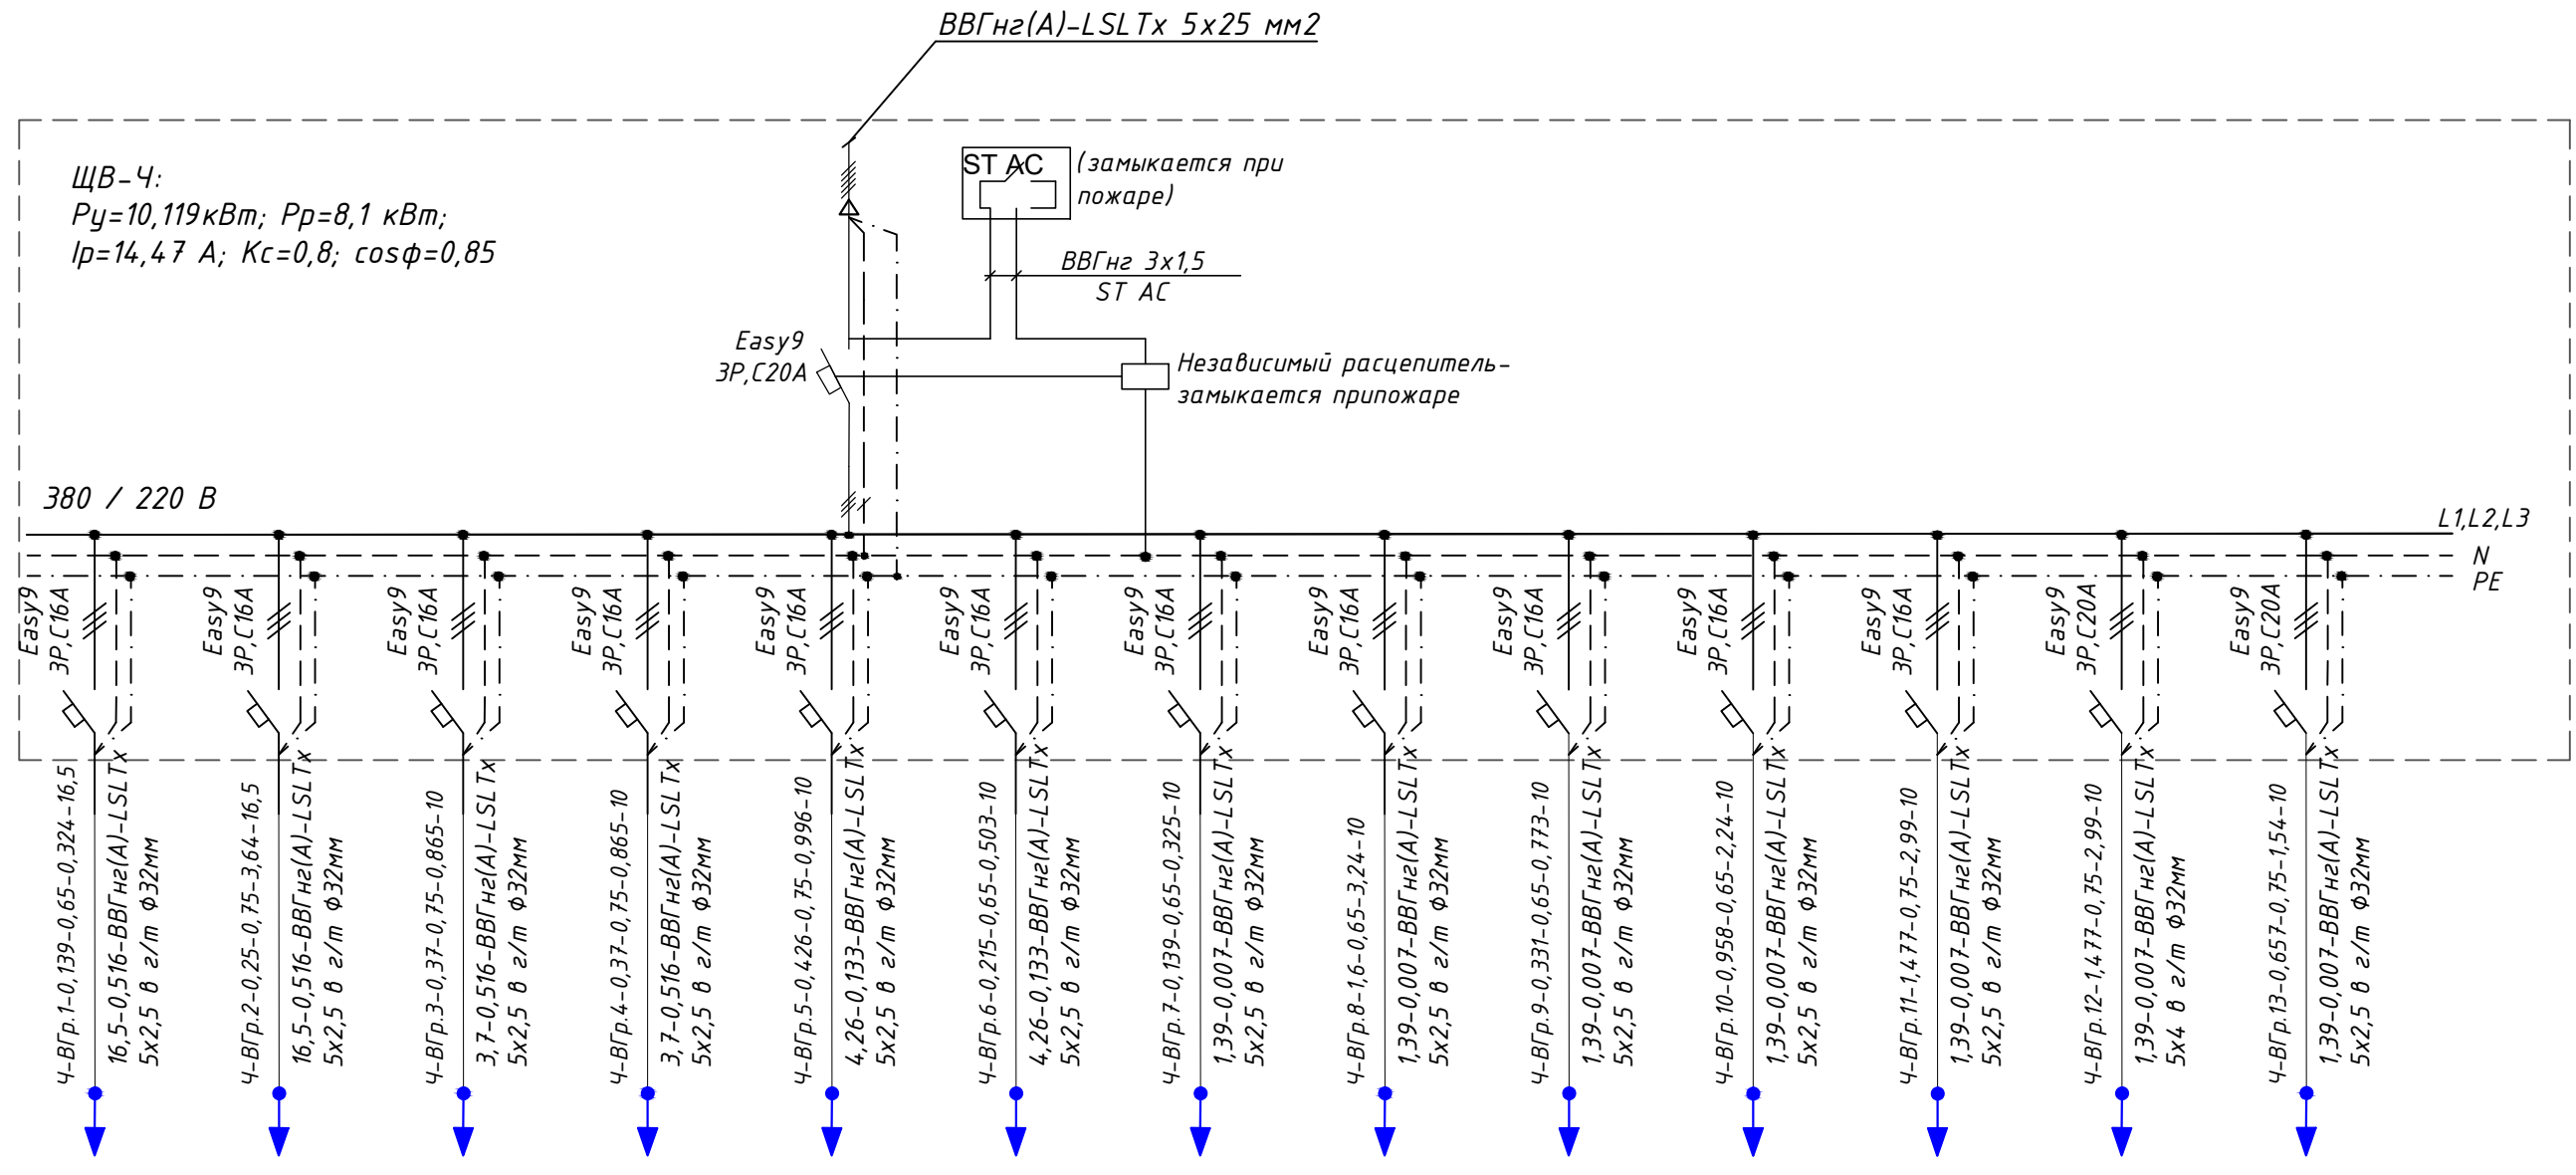 ВВГнг(А)-LSLTx 5x25 мм2
ЩВ-Ч:
Ру=10,119кВт; Рр=8,1 кВт;
Iр=14,47 А; Кс=0,8; cosф=0,85
ST AC
(замыкается при
пожаре)
ВВГнг 3х1,5
ST AC
Easy9
3P,C20A
Независимый расцепитель-
замыкается припожаре
380 / 220 В
L1,L2,L3
N
PE
Easy9
3P,C16A
Easy9
3P,C16A
Easy9
3P,C16A
Easy9
3P,C16A
Easy9
3P,C16A
Easy9
3P,C16A
Easy9
3P,C16A
Easy9
3P,C16A
Easy9
3P,C16A
Easy9
3P,C16A
Easy9
3P,C16A
Easy9
3P,C20A
Easy9
3P,C20A
Ч-ВГр.1-0,139-0,65-0,324-16,5
16,5-0,516-ВВГнг(А)-LSLTx
5х2,5 в г/т ф32мм
Ч-ВГр.2-0,25-0,75-3,64-16,5
16,5-0,516-ВВГнг(А)-LSLTx
5х2,5 в г/т ф32мм
Ч-ВГр.3-0,37-0,75-0,865-10
3,7-0,516-ВВГнг(А)-LSLTx
5х2,5 в г/т ф32мм
Ч-ВГр.4-0,37-0,75-0,865-10
3,7-0,516-ВВГнг(А)-LSLTx
5х2,5 в г/т ф32мм
Ч-ВГр.5-0,426-0,75-0,996-10
4,26-0,133-ВВГнг(А)-LSLTx
5х2,5 в г/т ф32мм
Ч-ВГр.6-0,215-0,65-0,503-10
4,26-0,133-ВВГнг(А)-LSLTx
5х2,5 в г/т ф32мм
Ч-ВГр.7-0,139-0,65-0,325-10
1,39-0,007-ВВГнг(А)-LSLTx
5х2,5 в г/т ф32мм
Ч-ВГр.8-1,6-0,65-3,24-10
1,39-0,007-ВВГнг(А)-LSLTx
5х2,5 в г/т ф32мм
Ч-ВГр.9-0,331-0,65-0,773-10
1,39-0,007-ВВГнг(А)-LSLTx
5х2,5 в г/т ф32мм
Ч-ВГр.10-0,958-0,65-2,24-10
1,39-0,007-ВВГнг(А)-LSLTx
5х2,5 в г/т ф32мм
Ч-ВГр.11-1,477-0,75-2,99-10
1,39-0,007-ВВГнг(А)-LSLTx
5х2,5 в г/т ф32мм
Ч-ВГр.12-1,477-0,75-2,99-10
1,39-0,007-ВВГнг(А)-LSLTx
5х4 в г/т ф32мм
Ч-ВГр.13-0,657-0,75-1,54-10
1,39-0,007-ВВГнг(А)-LSLTx
5х2,5 в г/т ф32мм